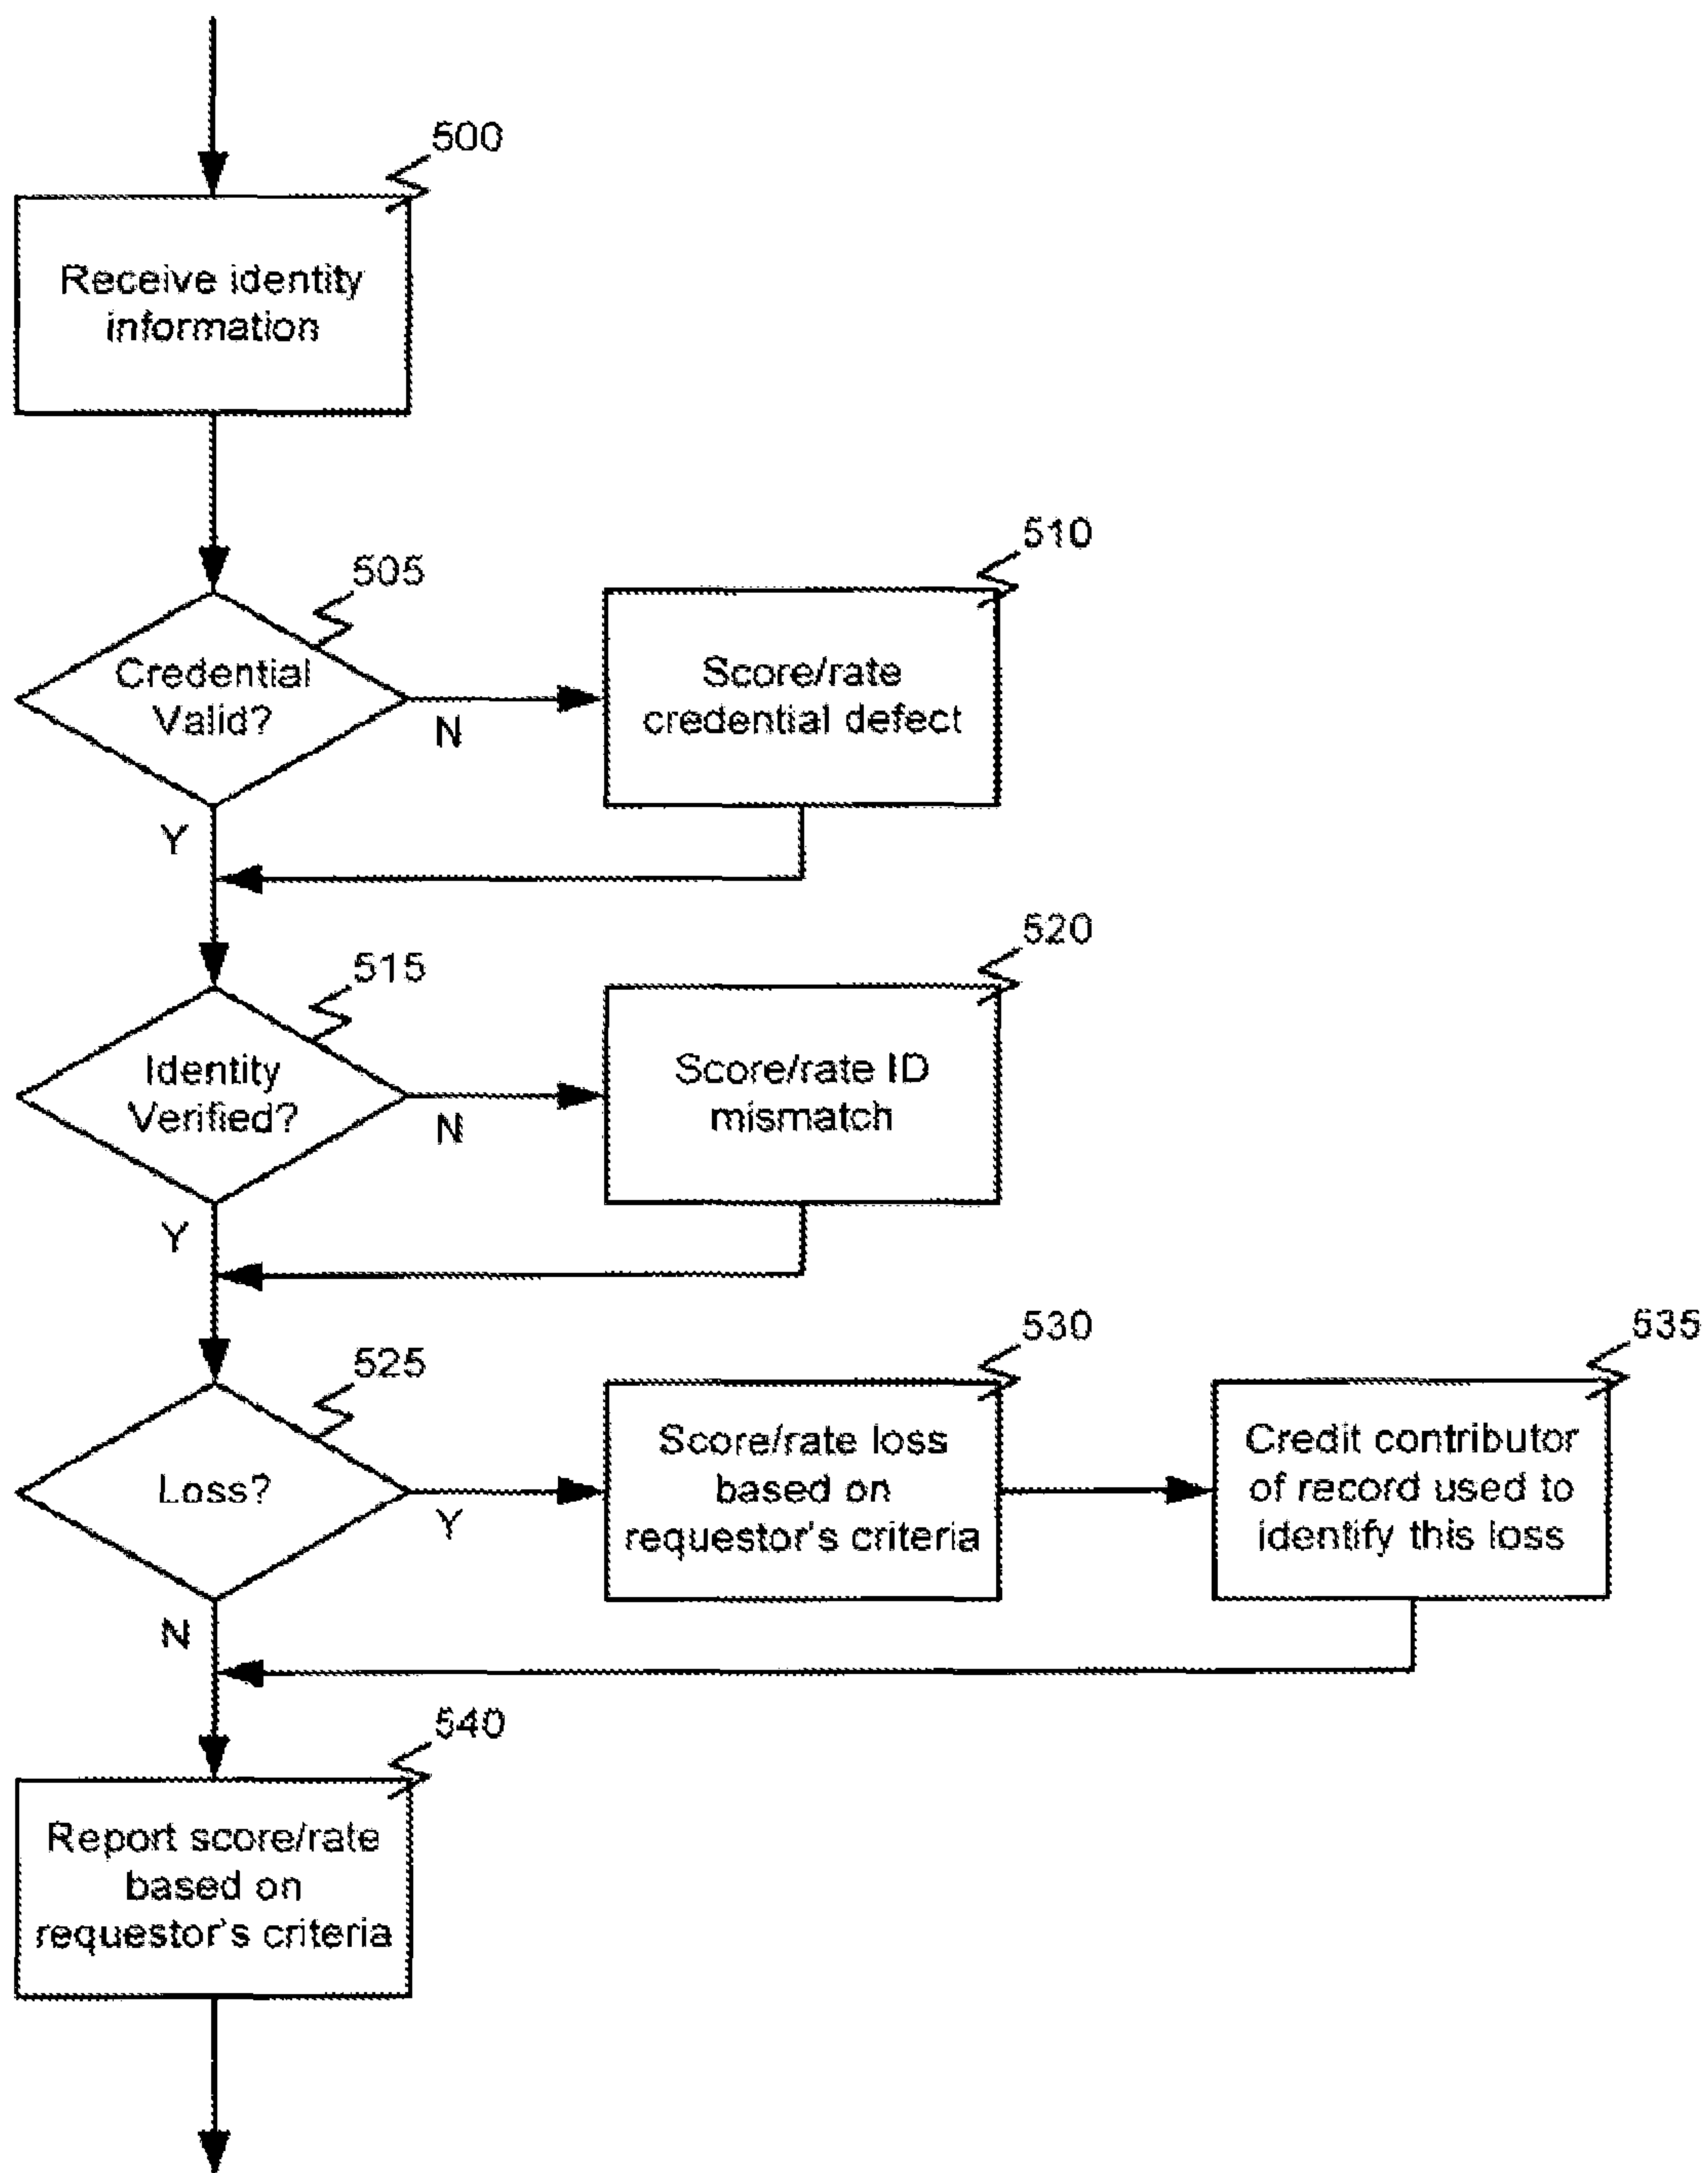 500
Receive identity
information
505
Credential
Valid?
N
Y
510
Score/rate
credential defect
515
Identity
Verified?
N
Y
520
Score/rate ID
mismatch
525
Loss?
Y
N
530
Score/rate loss
based on
requestor's criteria
535
Credit contributor
of record used to
identify this loss
540
Report score/rate
based on
requestor's criteria